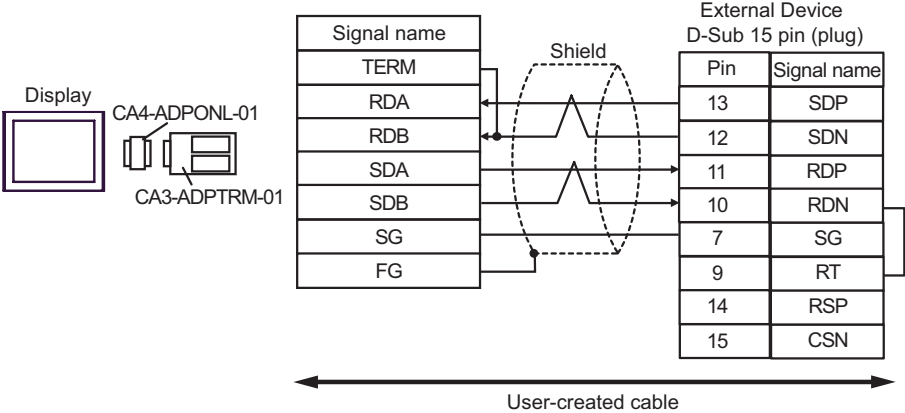 Display
CA4-ADPONL-01
CA3-ADPTRM-01
Signal name
TERM
RDA
RDB
SDA
SDB
SG
FG
Shield
External Device
D-Sub 15 pin (plug)
Pin Signal name
13 SDP
12 SDN
11 RDP
10 RDN
7 SG
9 RT
14 RSP
15 CSN
User-created cable